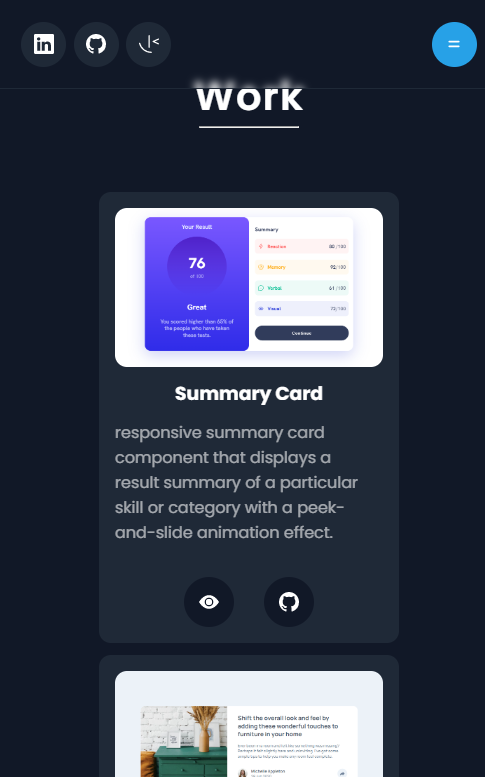 in
Work
Your Result
76
of 100
Great
You scored higher than 65% of
the people who have taken
these tests.
Summary
Reaction 80 /100
Memory 92/100
Verbal 61 /100
Visual 72/100
Continue
Summary Card
responsive summary card
component that displays a
result summary of a particular
skill or category with a peek-
and-slide animation effect.
Shift the overall look and feel by
adding these wonderful touches to
furniture in your home
Michelle Appleton